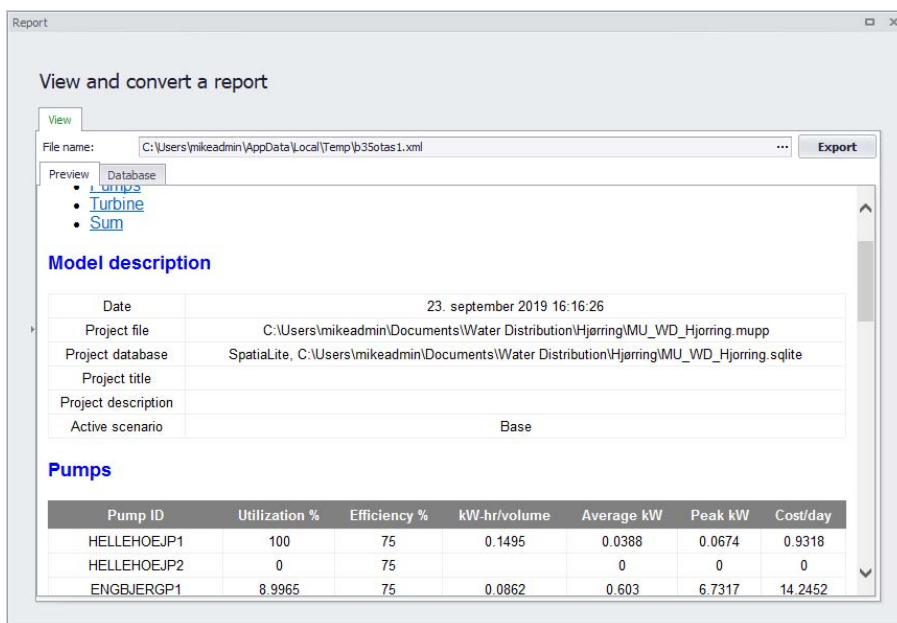 Report
View and convert a report
View
File name: C:\Users\mikeadmin\AppData\Local\Temp\b35otas1.xml ... Export
Preview Database
Pumps
Turbine
Sum
Model description
Date 23. september 2019 16:16:26
Project file C:\Users\mikeadmin\Documents\Water Distribution\Hjørring\MU_WD_Hjorring.mupp
Project database SpatiaLite, C:\Users\mikeadmin\Documents\Water Distribution\Hjørring\MU_WD_Hjorring.sqlite
Project title
Project description
Active scenario Base
Pumps
Pump ID Utilization % Efficiency % kW-hr/volume Average kW Peak kW Cost/day
HELLEHOEJP1 100 75 0.1495 0.0388 0.0674 0.9318
HELLEHOEJP2 0 75 0 0 0
ENGBJERGP1 8.9965 75 0.0862 0.603 6.7317 14.2452